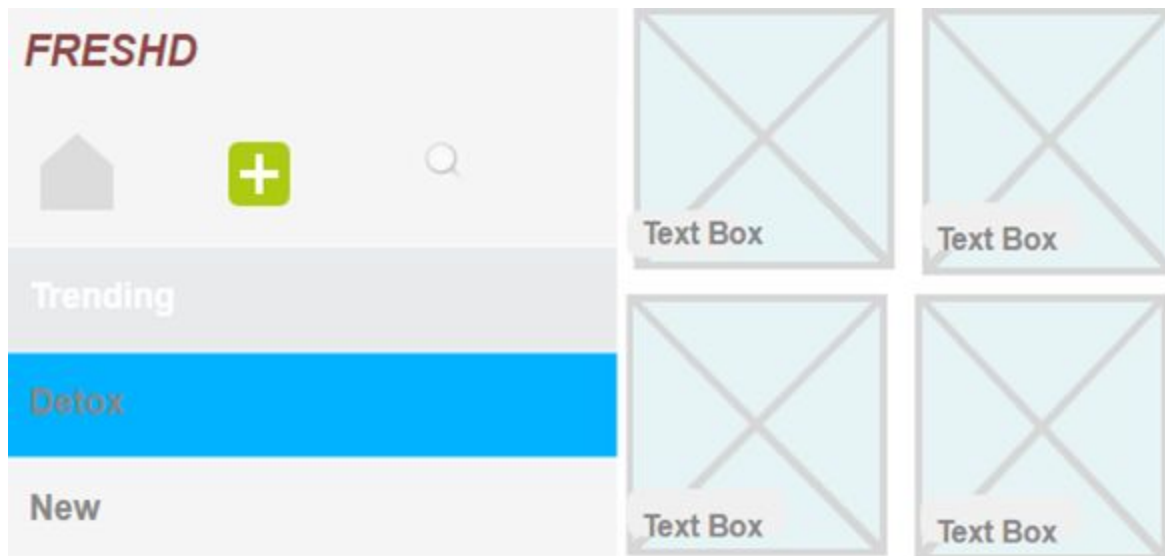 FRESHD
Trending
Detox
New
Text Box
Text Box
Text Box
Text Box